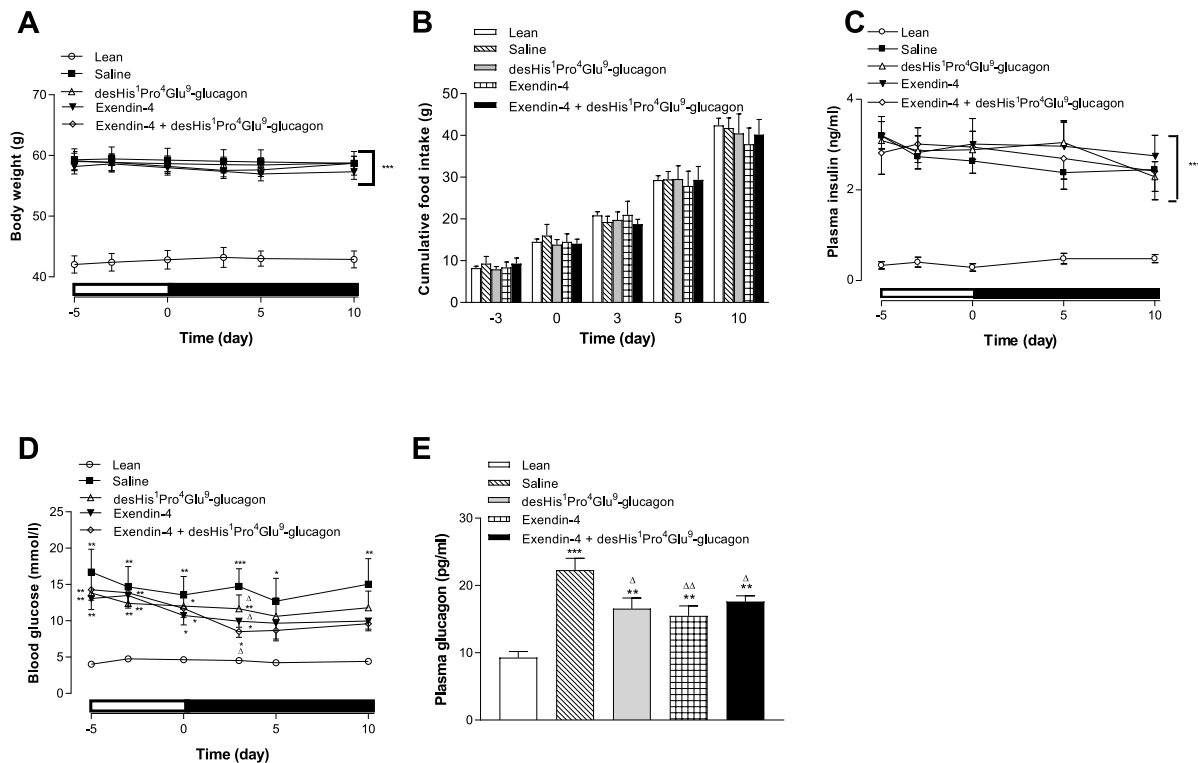 A
Lean
Saline
desHis¹Pro⁴Glu⁹-glucagon
Exendin-4
Exendin-4 + desHis¹Pro⁴Glu⁹-glucagon
Body weight (g)
70
60
50
40
***
-5
0
5
10
Time (day)
B
Lean
Saline
desHis¹Pro⁴Glu⁹-glucagon
Exendin-4
Exendin-4 + desHis¹Pro⁴Glu⁹-glucagon
Cumulative food intake (g)
50
40
30
20
10
0
-3
0
3
5
10
Time (day)
C
Lean
Saline
desHis¹Pro⁴Glu⁹-glucagon
Exendin-4
Exendin-4 + desHis¹Pro⁴Glu⁹-glucagon
Plasma insulin (ng/ml)
4
2
0
-5
0
5
10
Time (day)
D
Lean
Saline
desHis¹Pro⁴Glu⁹-glucagon
Exendin-4
Exendin-4 + desHis¹Pro⁴Glu⁹-glucagon
Blood glucose (mmol/l)
25
20
15
10
5
0
** ** ** *** * **
-5
0
5
10
Time (day)
E
Lean
Saline
desHis¹Pro⁴Glu⁹-glucagon
Exendin-4
Exendin-4 + desHis¹Pro⁴Glu⁹-glucagon
Plasma glucagon (pg/ml)
30
20
10
0
***
Δ
**
ΔΔ
**
Δ
**